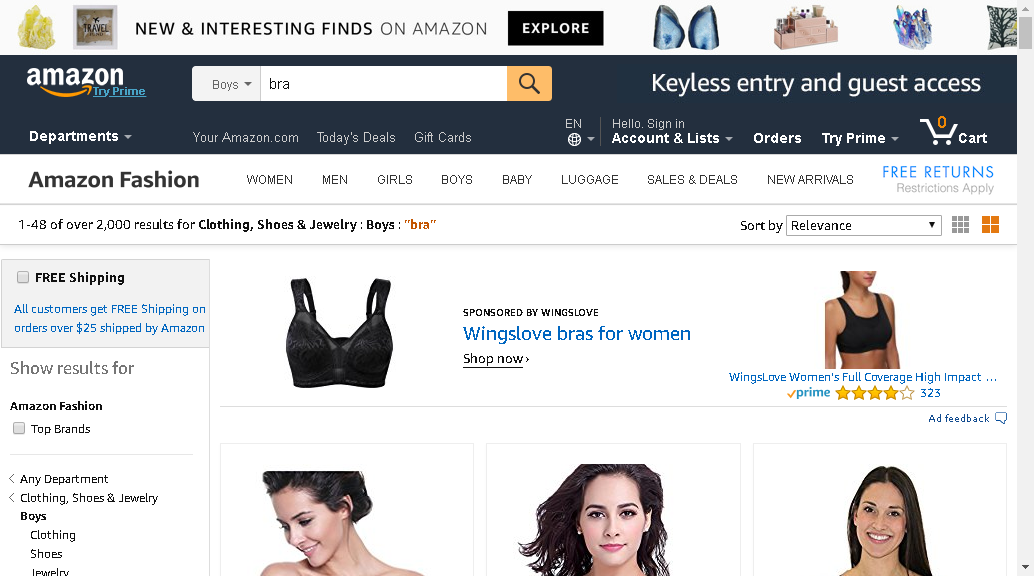 TRAVEL
NEW & INTERESTING FINDS ON AMAZON
EXPLORE
amazon
Try Prime
Boys
bra
Keyless entry and guest access
Departments
Your Amazon.com
Today's Deals
Gift Cards
EN
Hello. Sign in
Account & Lists
Orders
Try Prime
0
Cart
Amazon Fashion
WOMEN
MEN
GIRLS
BOYS
BABY
LUGGAGE
SALES & DEALS
NEW ARRIVALS
FREE RETURNS
Restrictions Apply
1-48 of over 2,000 results for Clothing, Shoes & Jewelry : Boys : "bra"
Sort by
Relevance
FREE Shipping
All customers get FREE Shipping on
orders over $25 shipped by Amazon
Show results for
Amazon Fashion
Top Brands
Any Department
Clothing, Shoes & Jewelry
Boys
Clothing
Shoes
Jewelry
SPONSORED BY WINGSLOVE
Wingslove bras for women
Shop now ›
WingsLove Women's Full Coverage High Impact ...
prime
323
Ad feedback